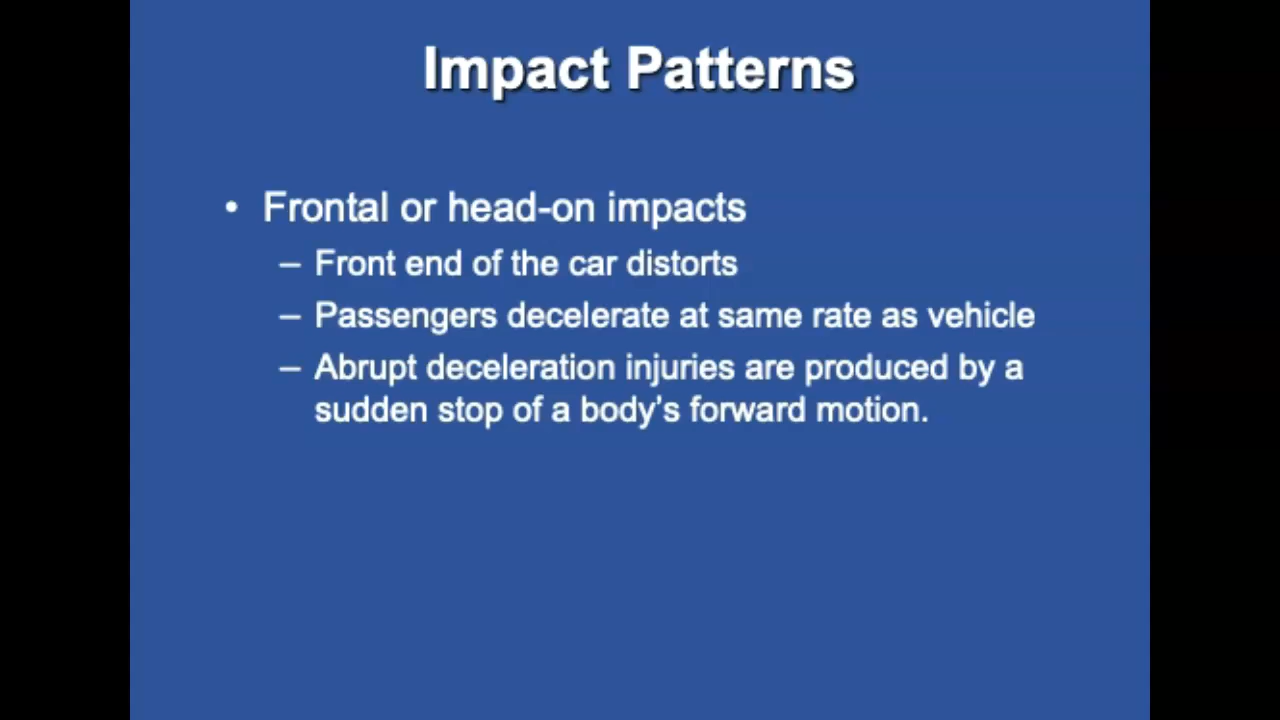 Impact Patterns
• Frontal or head-on impacts
– Front end of the car distorts
– Passengers decelerate at same rate as vehicle
– Abrupt deceleration injuries are produced by a
sudden stop of a body’s forward motion.